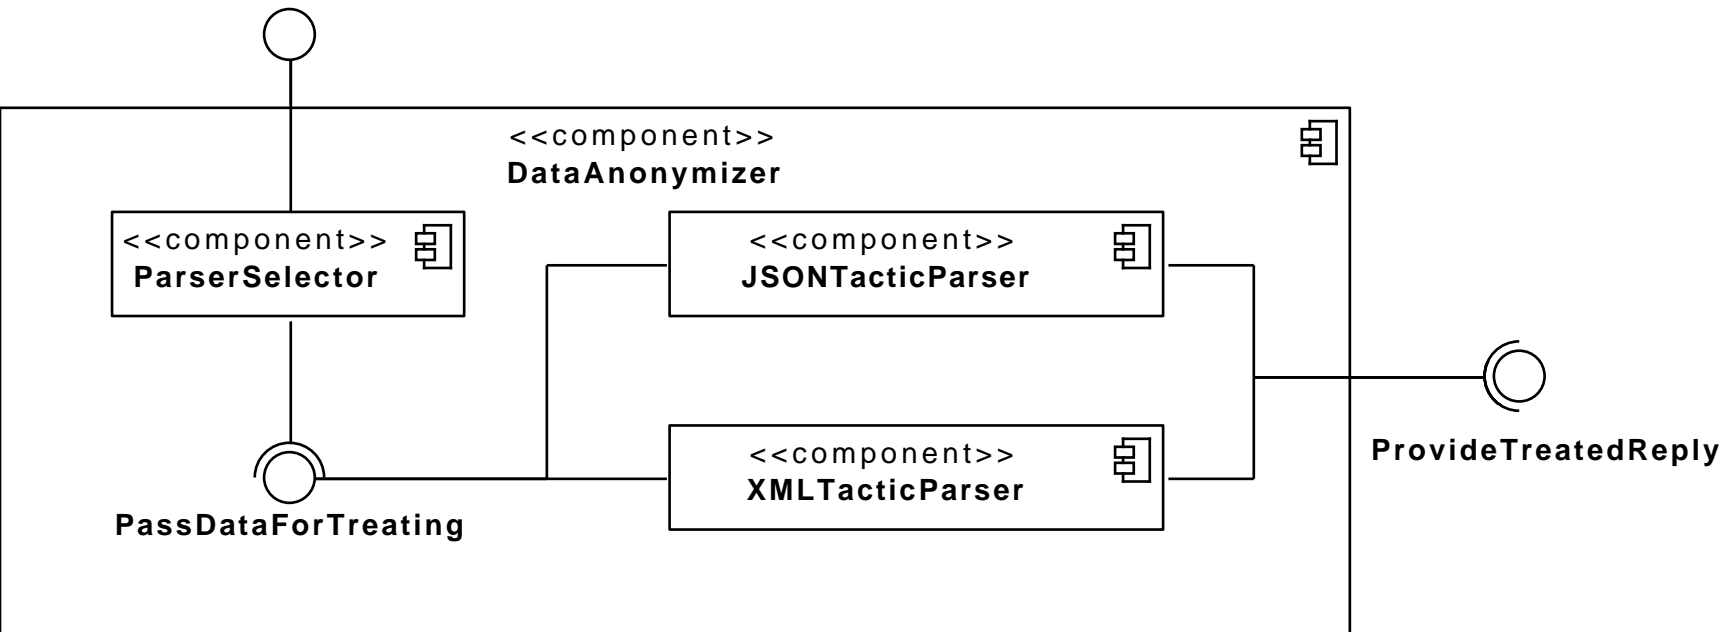 <<component>>
DataAnonymizer
<<component>>
ParserSelector
<<component>>
JSONTacticParser
<<component>>
XMLTacticParser
ProvideTreatedReply
PassDataForTreating